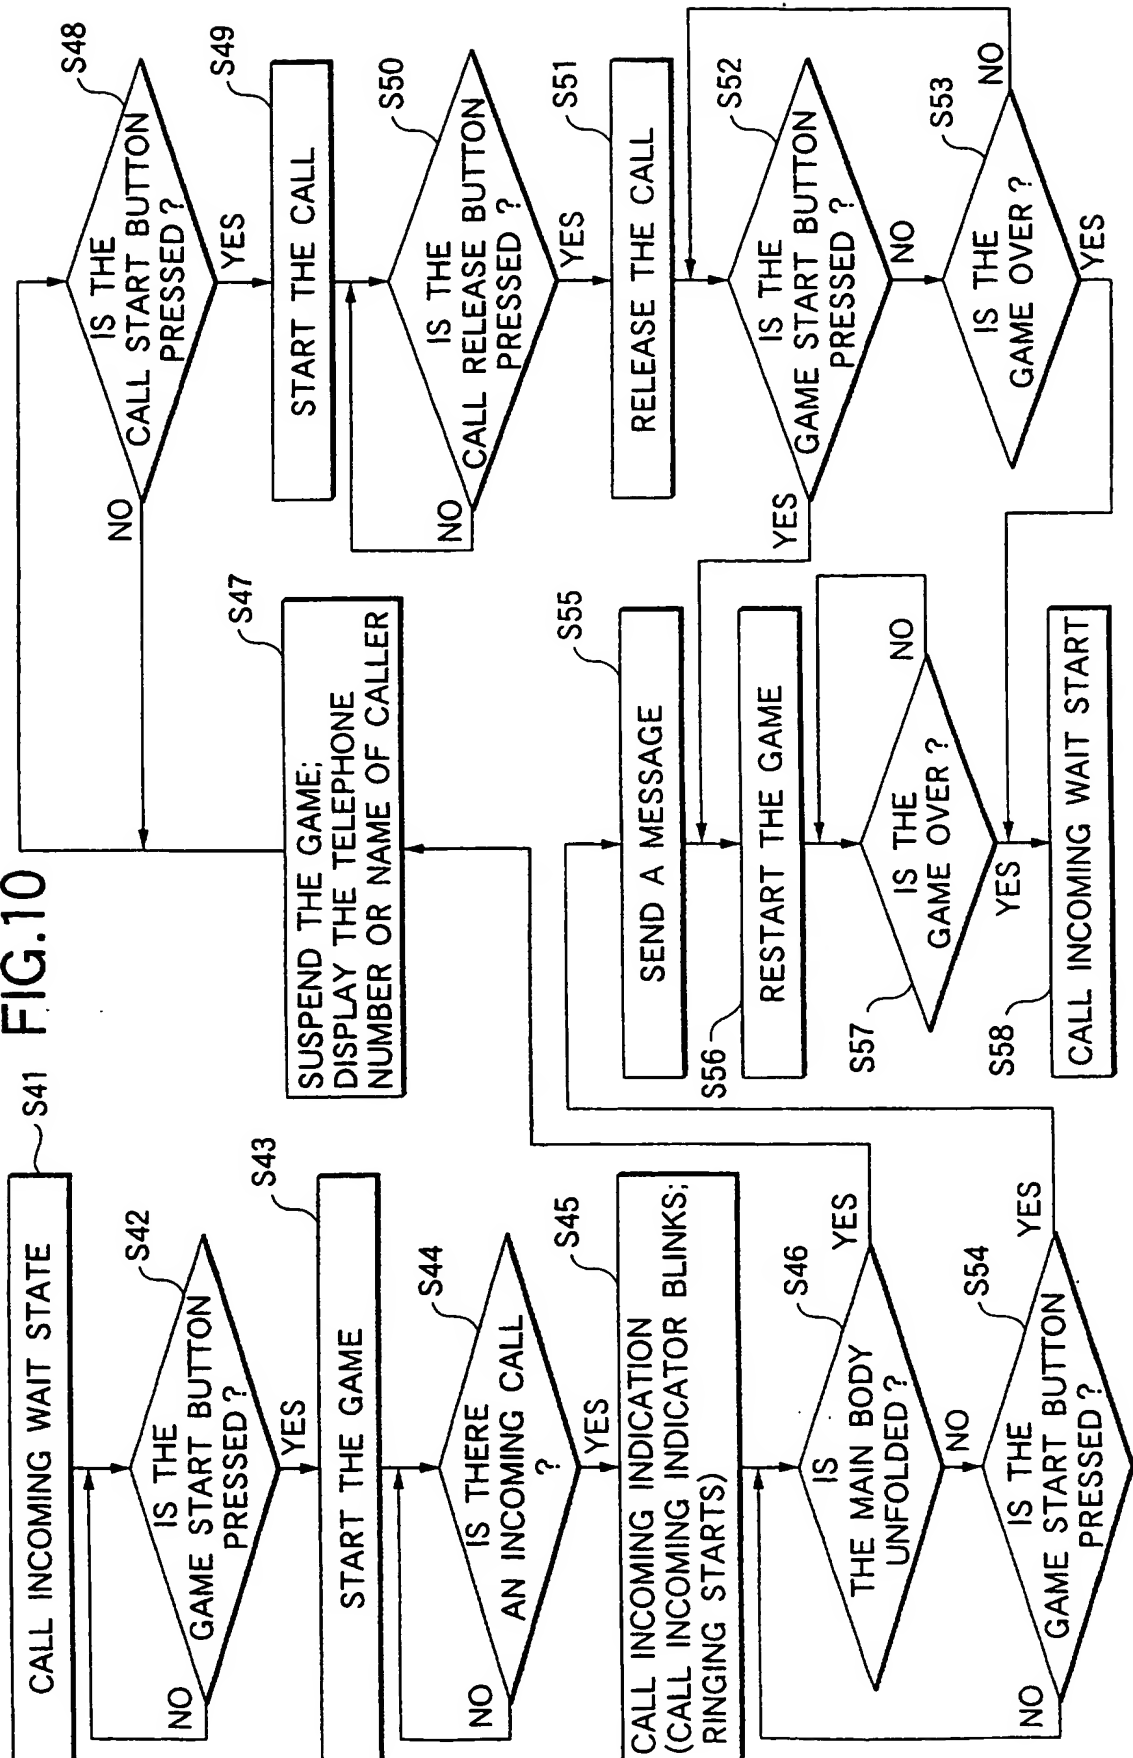 FIG.10
CALL INCOMING WAIT STATE
S41
IS THE
GAME START BUTTON
PRESSED ?
S42
NO
YES
START THE GAME
S43
IS THERE
AN INCOMING CALL
?
S44
NO
YES
CALL INCOMING INDICATION
(CALL INCOMING INDICATOR BLINKS;
RINGING STARTS)
S45
IS
THE MAIN BODY
UNFOLDED ?
S46
YES
NO
IS THE
GAME START BUTTON
PRESSED ?
S54
YES
NO
SUSPEND THE GAME;
DISPLAY THE TELEPHONE
NUMBER OR NAME OF CALLER
S47
SEND A MESSAGE
S55
RESTART THE GAME
S56
IS THE
GAME OVER ?
S57
NO
YES
CALL INCOMING WAIT START
S58
IS THE
CALL START BUTTON
PRESSED ?
S48
NO
YES
START THE CALL
S49
IS THE
CALL RELEASE BUTTON
PRESSED ?
S50
NO
YES
RELEASE THE CALL
S51
IS THE
GAME START BUTTON
PRESSED ?
S52
YES
NO
IS THE
GAME OVER ?
S53
NO
YES